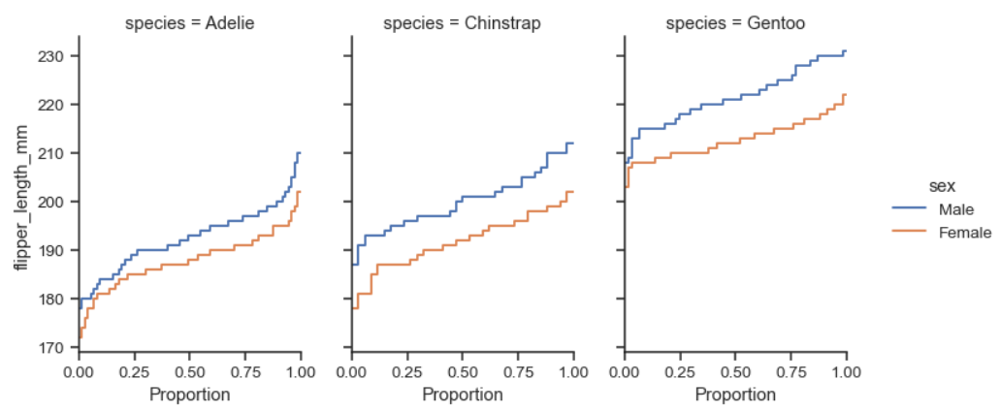 species = Adelie
species = Chinstrap
species = Gentoo
flipper_length_mm
230
220
210
200
190
180
170
0.00 0.25 0.50 0.75 1.00
0.00 0.25 0.50 0.75 1.00
0.00 0.25 0.50 0.75 1.00
Proportion
Proportion
Proportion
sex
Male
Female